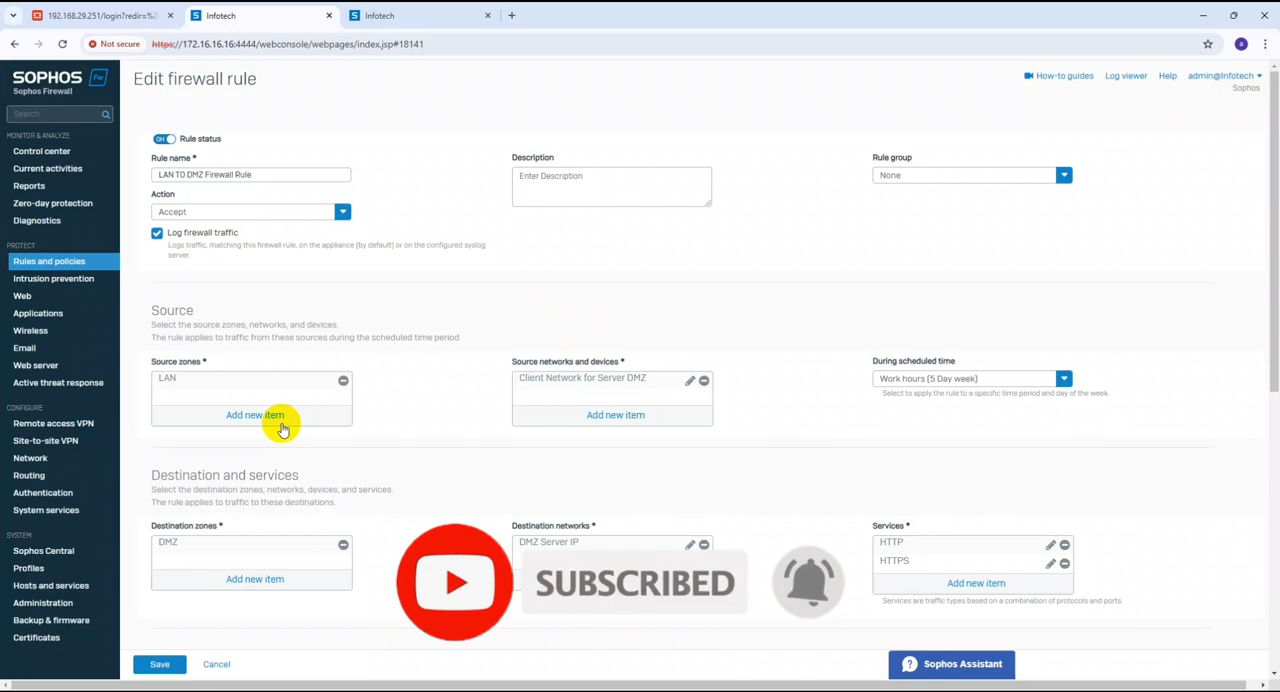 192.168.29.251/login?redir=%2
Infotech
Infotech
Not secure https://172.16.16.16:4444/webconsole/webpages/index.jsp#18141
a
SOPHOS Fw
Sophos Firewall
Search
MONITOR & ANALYZE
Control center
Current activities
Reports
Zero-day protection
Diagnostics
PROTECT
Rules and policies
Intrusion prevention
Web
Applications
Wireless
Email
Web server
Active threat response
CONFIGURE
Remote access VPN
Site-to-site VPN
Network
Routing
Authentication
System services
SYSTEM
Sophos Central
Profiles
Hosts and services
Administration
Backup & firmware
Certificates
Edit firewall rule
How-to guides Log viewer Help admin@Infotech
Sophos
ON Rule status
Rule name *
LAN TO DMZ Firewall Rule
Action
Accept
Log firewall traffic
Logs traffic, matching this firewall rule, on the appliance (by default) or on the configured syslog
server.
Description
Enter Description
Rule group
None
Source
Select the source zones, networks, and devices.
The rule applies to traffic from these sources during the scheduled time period.
Source zones *
LAN
Add new item
Source networks and devices *
Client Network for Server DMZ
Add new item
During scheduled time
Work hours (5 Day week)
Select to apply the rule to a specific time period and day of the week.
Destination and services
Select the destination zones, networks, devices, and services.
The rule applies to traffic to these destinations.
Destination zones *
DMZ
Add new item
Destination networks *
DMZ Server IP
Services *
HTTP
HTTPS
Add new item
Services are traffic types based on a combination of protocols and ports.
SUBSCRIBED
Save Cancel
Sophos Assistant